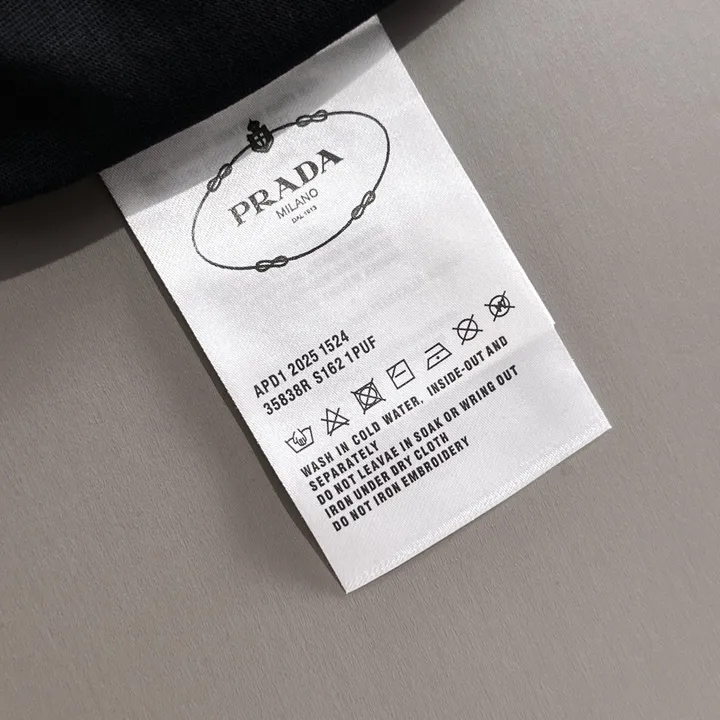 PRADA
MILANO
DAL 1913
APD1 2025 1524
35838R S162 1PUF
WASH IN COLD WATER, INSIDE-OUT AND
SEPARATELY
DO NOT LEAVAE IN SOAK OR WRING OUT
IRON UNDER DRY CLOTH
DO NOT IRON EMBROIDERY